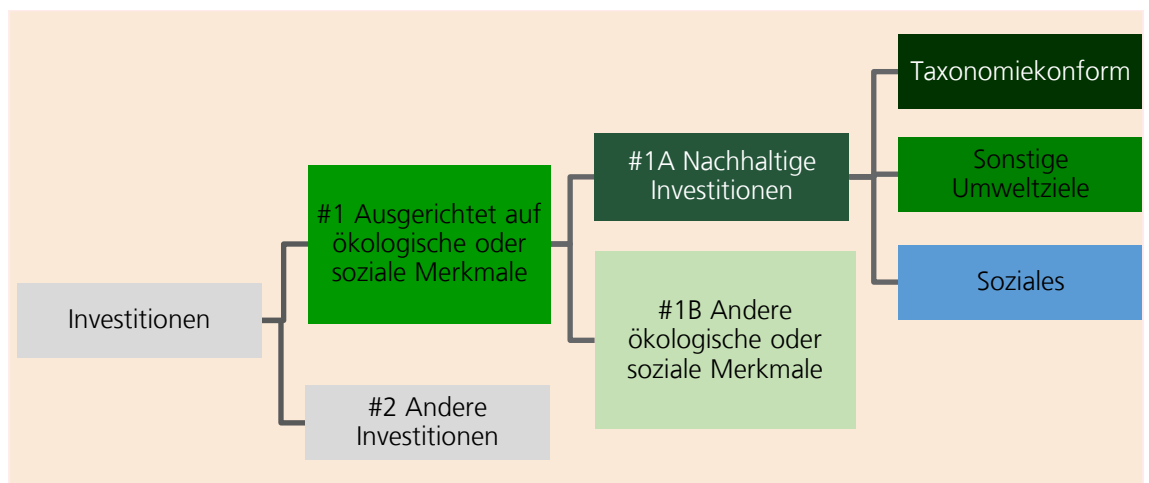 Investitionen
#1 Ausgerichtet auf
ökologische oder
soziale Merkmale
#2 Andere
Investitionen
#1A Nachhaltige
Investitionen
#1B Andere
ökologische oder
soziale Merkmale
Taxonomiekonform
Sonstige
Umweltziele
Soziales